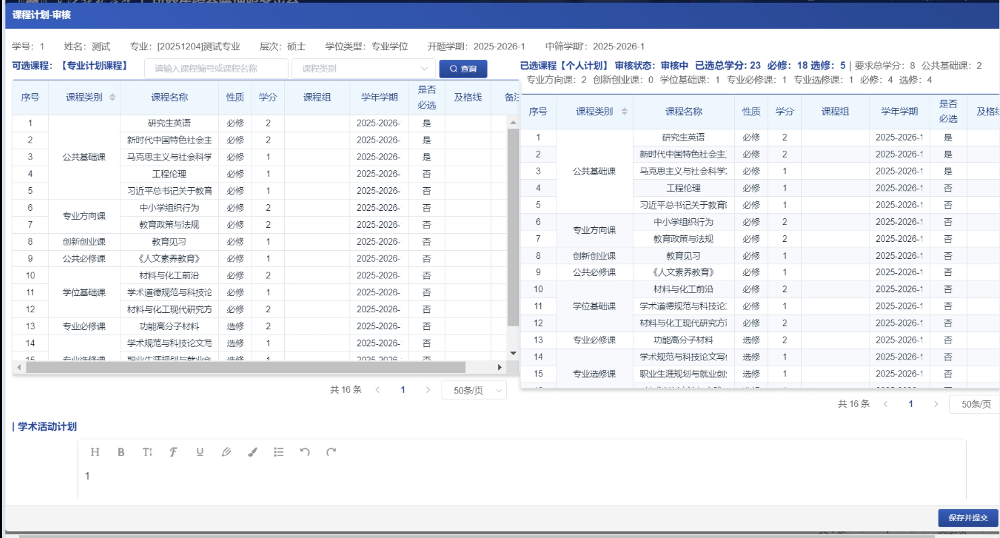 课程计划-审核
学号：1 姓名：测试 专业：[20251204]测试专业 层次：硕士 学位类型：专业学位 开题学期：2025-2026-1 中筛学期'：2025-2026-1
可选课程：【专业计划课程】 请输入课程编号或课程名称 课程类别 查询
序号 课程类别 课程名称 性质 学分 课程组 学年学期 是否必选 及格线 备注
1 公共基础课 研究生英语 必修 2 2025-2026- 是
2 新时代中国特色社会主 必修 2 2025-2026- 是
3 马克思主义与社会科学 必修 1 2025-2026- 是
4 工程伦理 必修 1 2025-2026- 否
5 习近平总书记关于教育 必修 1 2025-2026- 否
6 专业方向课 中小学组织行为 必修 2 2025-2026- 否
7 教育政策与法规 必修 2 2025-2026- 否
8 创新创业课 教育见习 必修 1 2025-2026- 否
9 公共必修课 《人文素养教育》 必修 1 2025-2026- 否
10 学位基础课 材料与化工前沿 必修 2 2025-2026- 否
11 学术道德规范与科技论 必修 1 2025-2026- 否
12 材料与化工现代研究方 必修 2 2025-2026- 否
13 专业必修课 功能高分子材料 选修 2 2025-2026- 否
14 学术规范与科技论文写 选修 1 2025-2026- 否
15 专业选修课 职业生涯规划与就业创 选修 1 2025-2026- 否
共 16 条 1 50条/页
已选课程【个人计划】 审核状态：审核中 已选总学分: 23 必修：18 选修：5 | 要求总学分：8 公共基础课：2
专业方向课：2 创新创业课：0 学位基础课：1 专业必修课：1 专业选修课：1 必修：4 选修：4
序号 课程类别 课程名称 性质 学分 课程组 学年学期 是否必选 及格线
1 公共基础课 研究生英语 必修 2 2025-2026-1 是
2 新时代中国特色社会主 必修 2 2025-2026-1 是
3 马克思主义与社会科学 必修 1 2025-2026-1 是
4 工程伦理 必修 1 2025-2026-1 否
5 习近平总书记关于教育 必修 1 2025-2026-1 否
6 专业方向课 中小学组织行为 必修 2 2025-2026-1 否
7 教育政策与法规 必修 2 2025-2026-1 否
8 创新创业课 教育见习 必修 1 2025-2026-1 否
9 公共必修课 《人文素养教育》 必修 1 2025-2026-1 否
10 学位基础课 材料与化工前沿 必修 2 2025-2026-1 否
11 学术道德规范与科技论 必修 1 2025-2026-1 否
12 材料与化工现代研究方 必修 2 2025-2026-1 否
13 专业必修课 功能高分子材料 选修 2 2025-2026-1 否
14 学术规范与科技论文写 选修 1 2025-2026-1 否
15 专业选修课 职业生涯规划与就业创 选修 1 2025-2026-1 否
共 16 条 1 50条/页
学术活动计划
H B T F U
1
保存并提交